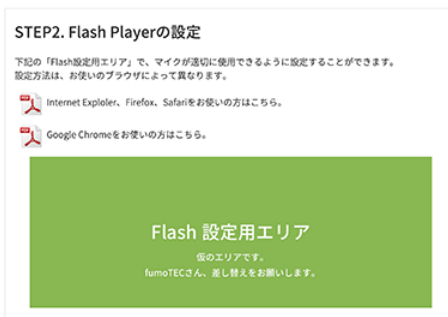 STEP2. Flash Playerの設定
下記の「Flash設定用エリア」で、マイクが適切に使用できるように設定することができます。
設定方法は、お使いのブラウザによって異なります。
PDF
Internet Exploler、Firefox、Safariをお使いの方はこちら。
PDF
Google Chromeをお使いの方はこちら。
Flash 設定用エリア
仮のエリアです。
fumoTECさん、差し替えをお願いします。